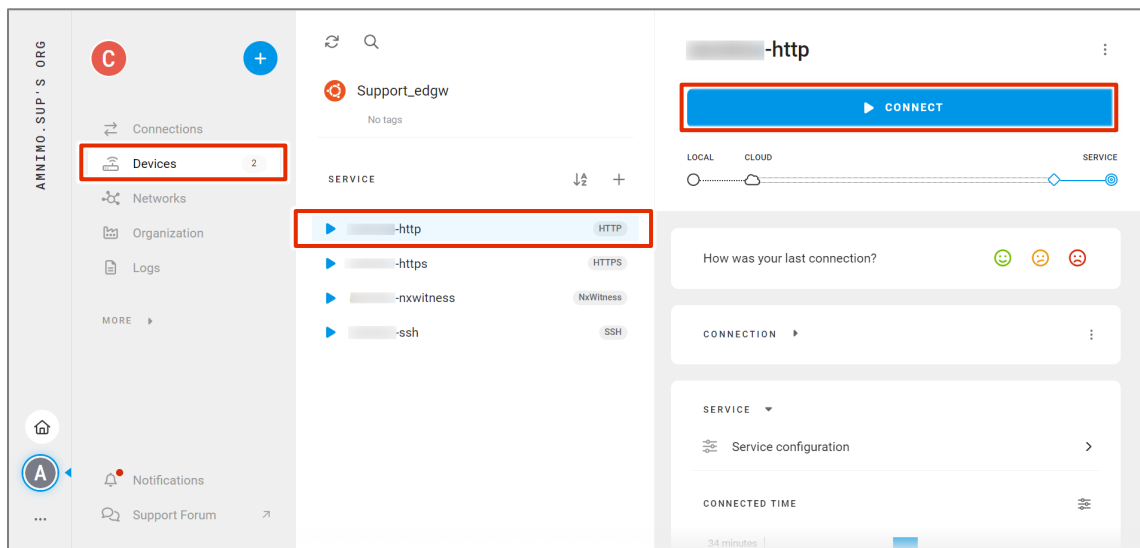 AMNIMO.SUP'S ORG
C
+
Connections
Devices 2
Networks
Organization
Logs
MORE
A
...
Notifications
Support Forum
Support_edgw
No tags
SERVICE
-http HTTP
-https HTTPS
-nxwitness NxWitness
-ssh SSH
-http
CONNECT
LOCAL CLOUD SERVICE
How was your last connection?
CONNECTION
SERVICE
Service configuration
CONNECTED TIME
34 minutes